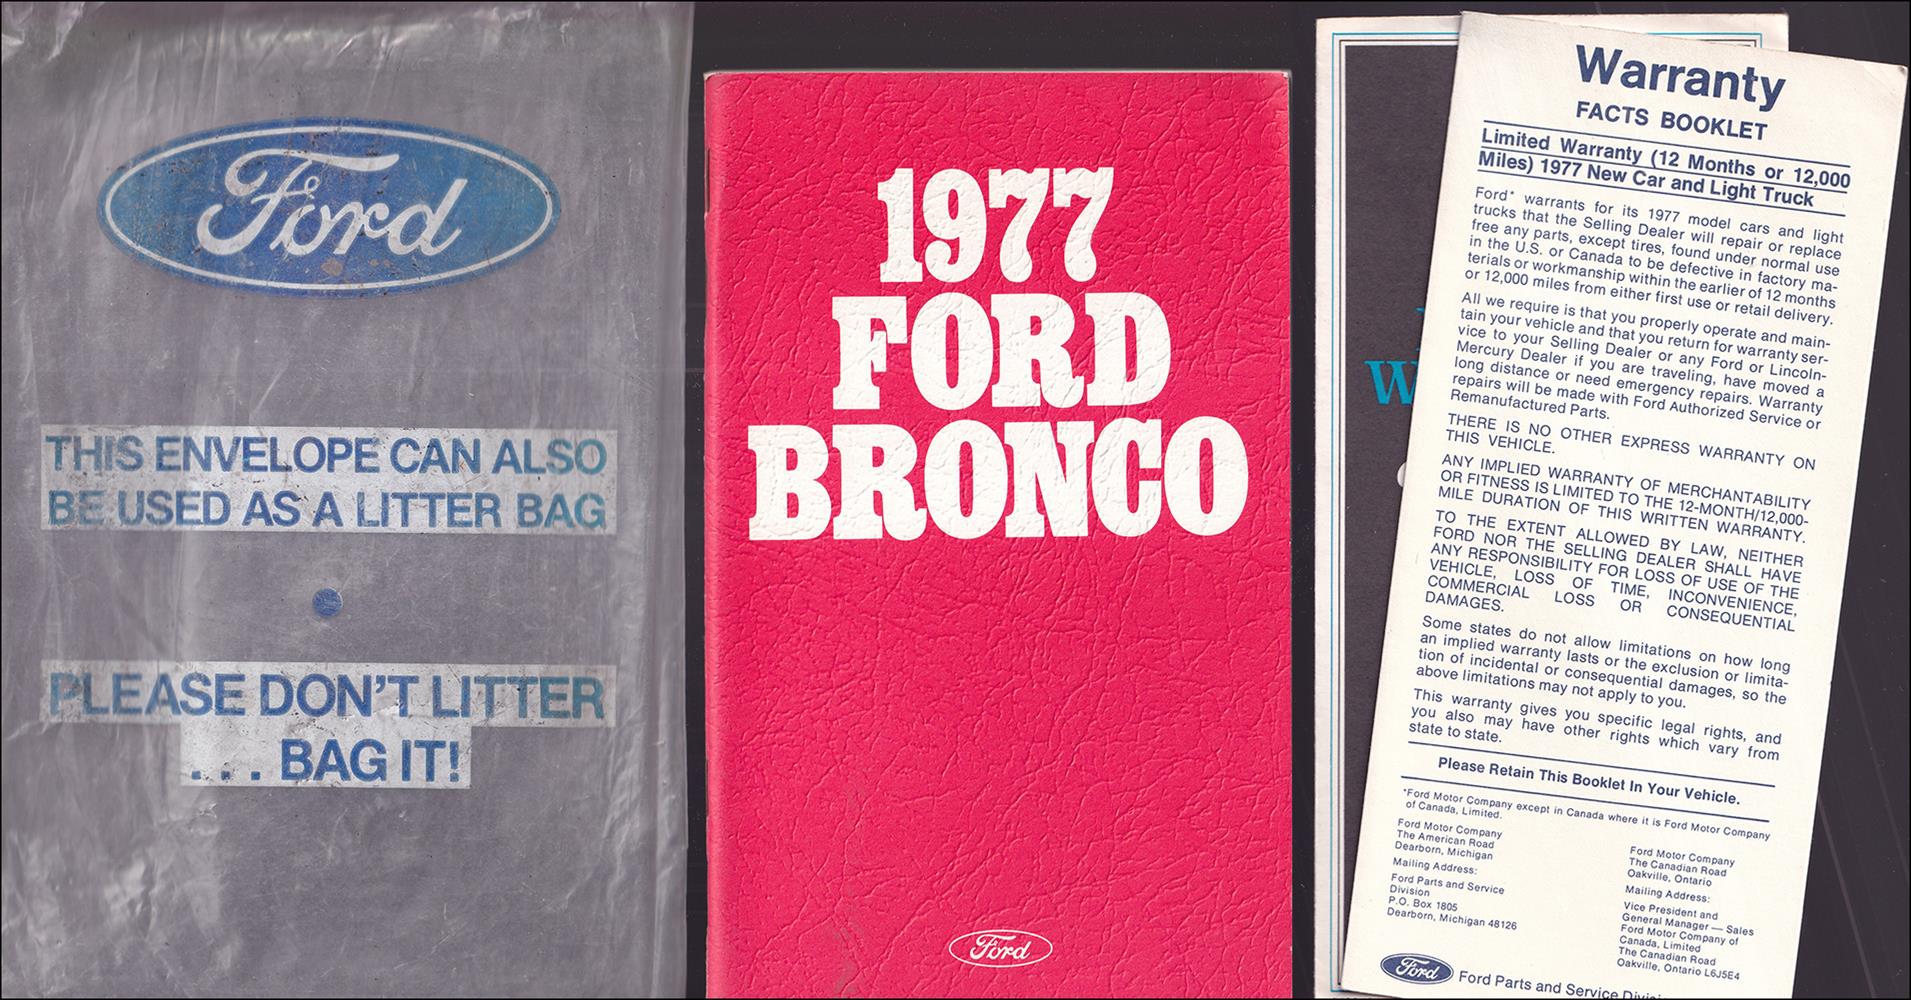 Ford
THIS ENVELOPE CAN ALSO
BE USED AS A LITTER BAG
PLEASE DON'T LITTER
... BAG IT!
1977
FORD
BRONCO
Ford
W
Warranty
FACTS BOOKLET
Limited Warranty (12 Months or 12,000
Miles) 1977 New Car and Light Truck
Ford* warrants for its 1977 model cars and light
trucks that the Selling Dealer will repair or replace
free any parts, except tires, found under normal use
in the U.S. or Canada to be defective in factory ma-
terials or workmanship within the earlier of 12 months
or 12,000 miles from either first use or retail delivery.
All we require is that you properly operate and main-
tain your vehicle and that you return for warranty ser-
vice to your Selling Dealer or any Ford or Lincoln-
Mercury Dealer if you are traveling, have moved a
long distance or need emergency repairs. Warranty
repairs will be made with Ford Authorized Service or
Remanufactured Parts.
THERE IS NO OTHER EXPRESS WARRANTY ON
THIS VEHICLE.
ANY IMPLIED WARRANTY OF MERCHANTABILITY
OR FITNESS IS LIMITED TO THE 12-MONTH/12,000-
MILE DURATION OF THIS WRITTEN WARRANTY.
TO THE EXTENT ALLOWED BY LAW, NEITHER
FORD NOR THE SELLING DEALER SHALL HAVE
ANY RESPONSIBILITY FOR LOSS OF USE OF THE
VEHICLE, LOSS OF TIME, INCONVENIENCE,
COMMERCIAL LOSS OR CONSEQUENTIAL
DAMAGES.
Some states do not allow limitations on how long
an implied warranty lasts or the exclusion or limita-
tion of incidental or consequential damages, so the
above limitations may not apply to you.
This warranty gives you specific legal rights, and
you also may have other rights which vary from
state to state.
Please Retain This Booklet In Your Vehicle.
*Ford Motor Company except in Canada where it is Ford Motor Company
of Canada, Limited.
Ford Motor Company
The American Road
Dearborn, Michigan
Mailing Address:
Ford Parts and Service
Division
P.O. Box 1805
Dearborn, Michigan 48126
Ford Motor Company
The Canadian Road
Oakville, Ontario
Mailing Address:
Vice President and
General Manager — Sales
Ford Motor Company of
Canada, Limited
The Canadian Road
Oakville, Ontario L6J5E4
Ford Ford Parts and Service